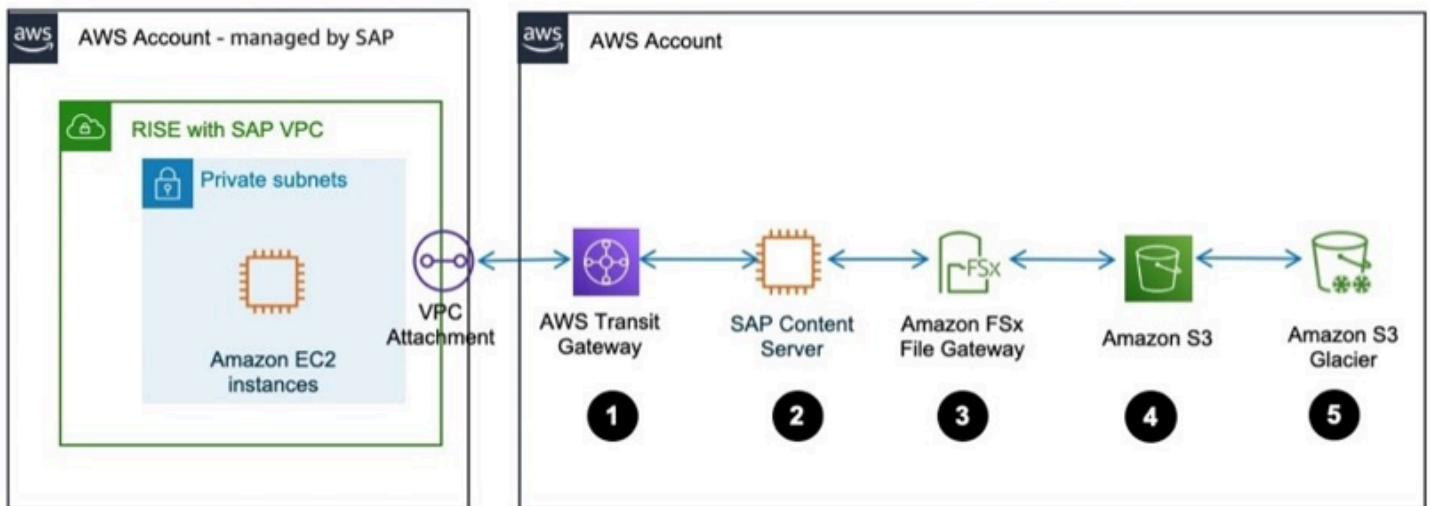 aws
AWS Account - managed by SAP
RISE with SAP VPC
Private subnets
Amazon EC2
instances
VPC
Attachment
aws
AWS Account
AWS Transit
Gateway
1
SAP Content
Server
2
FSx
Amazon FSx
File Gateway
3
Amazon S3
4
Amazon S3
Glacier
5